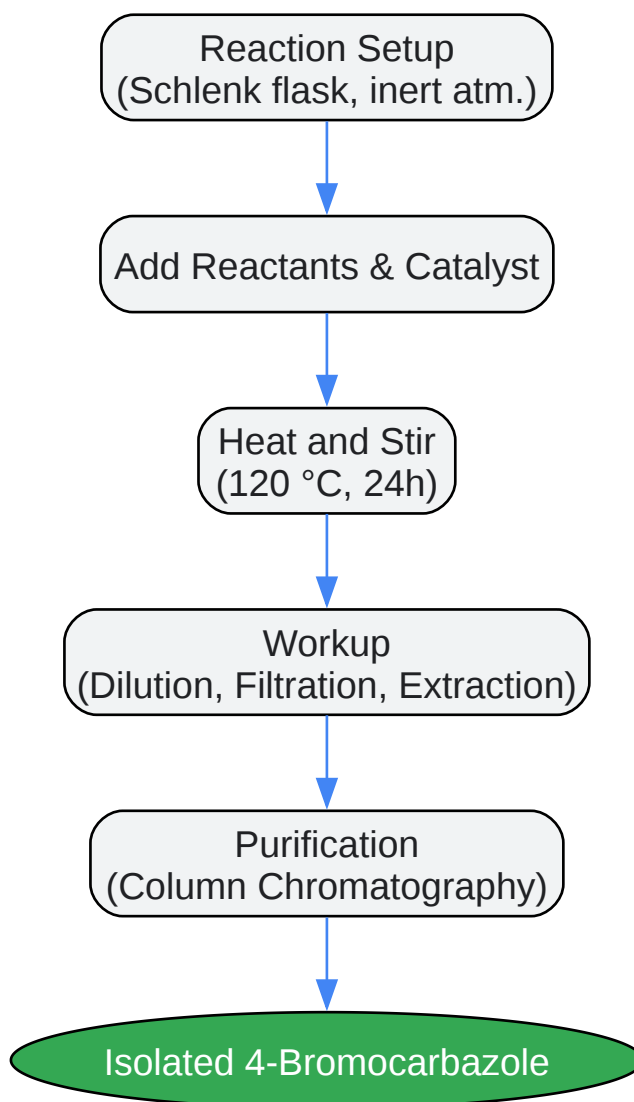 Reaction Setup
(Schlenk flask, inert atm.)
Add Reactants & Catalyst
Heat and Stir
(120 °C, 24h)
Workup
(Dilution, Filtration, Extraction)
Purification
(Column Chromatography)
Isolated 4-Bromocarbazole